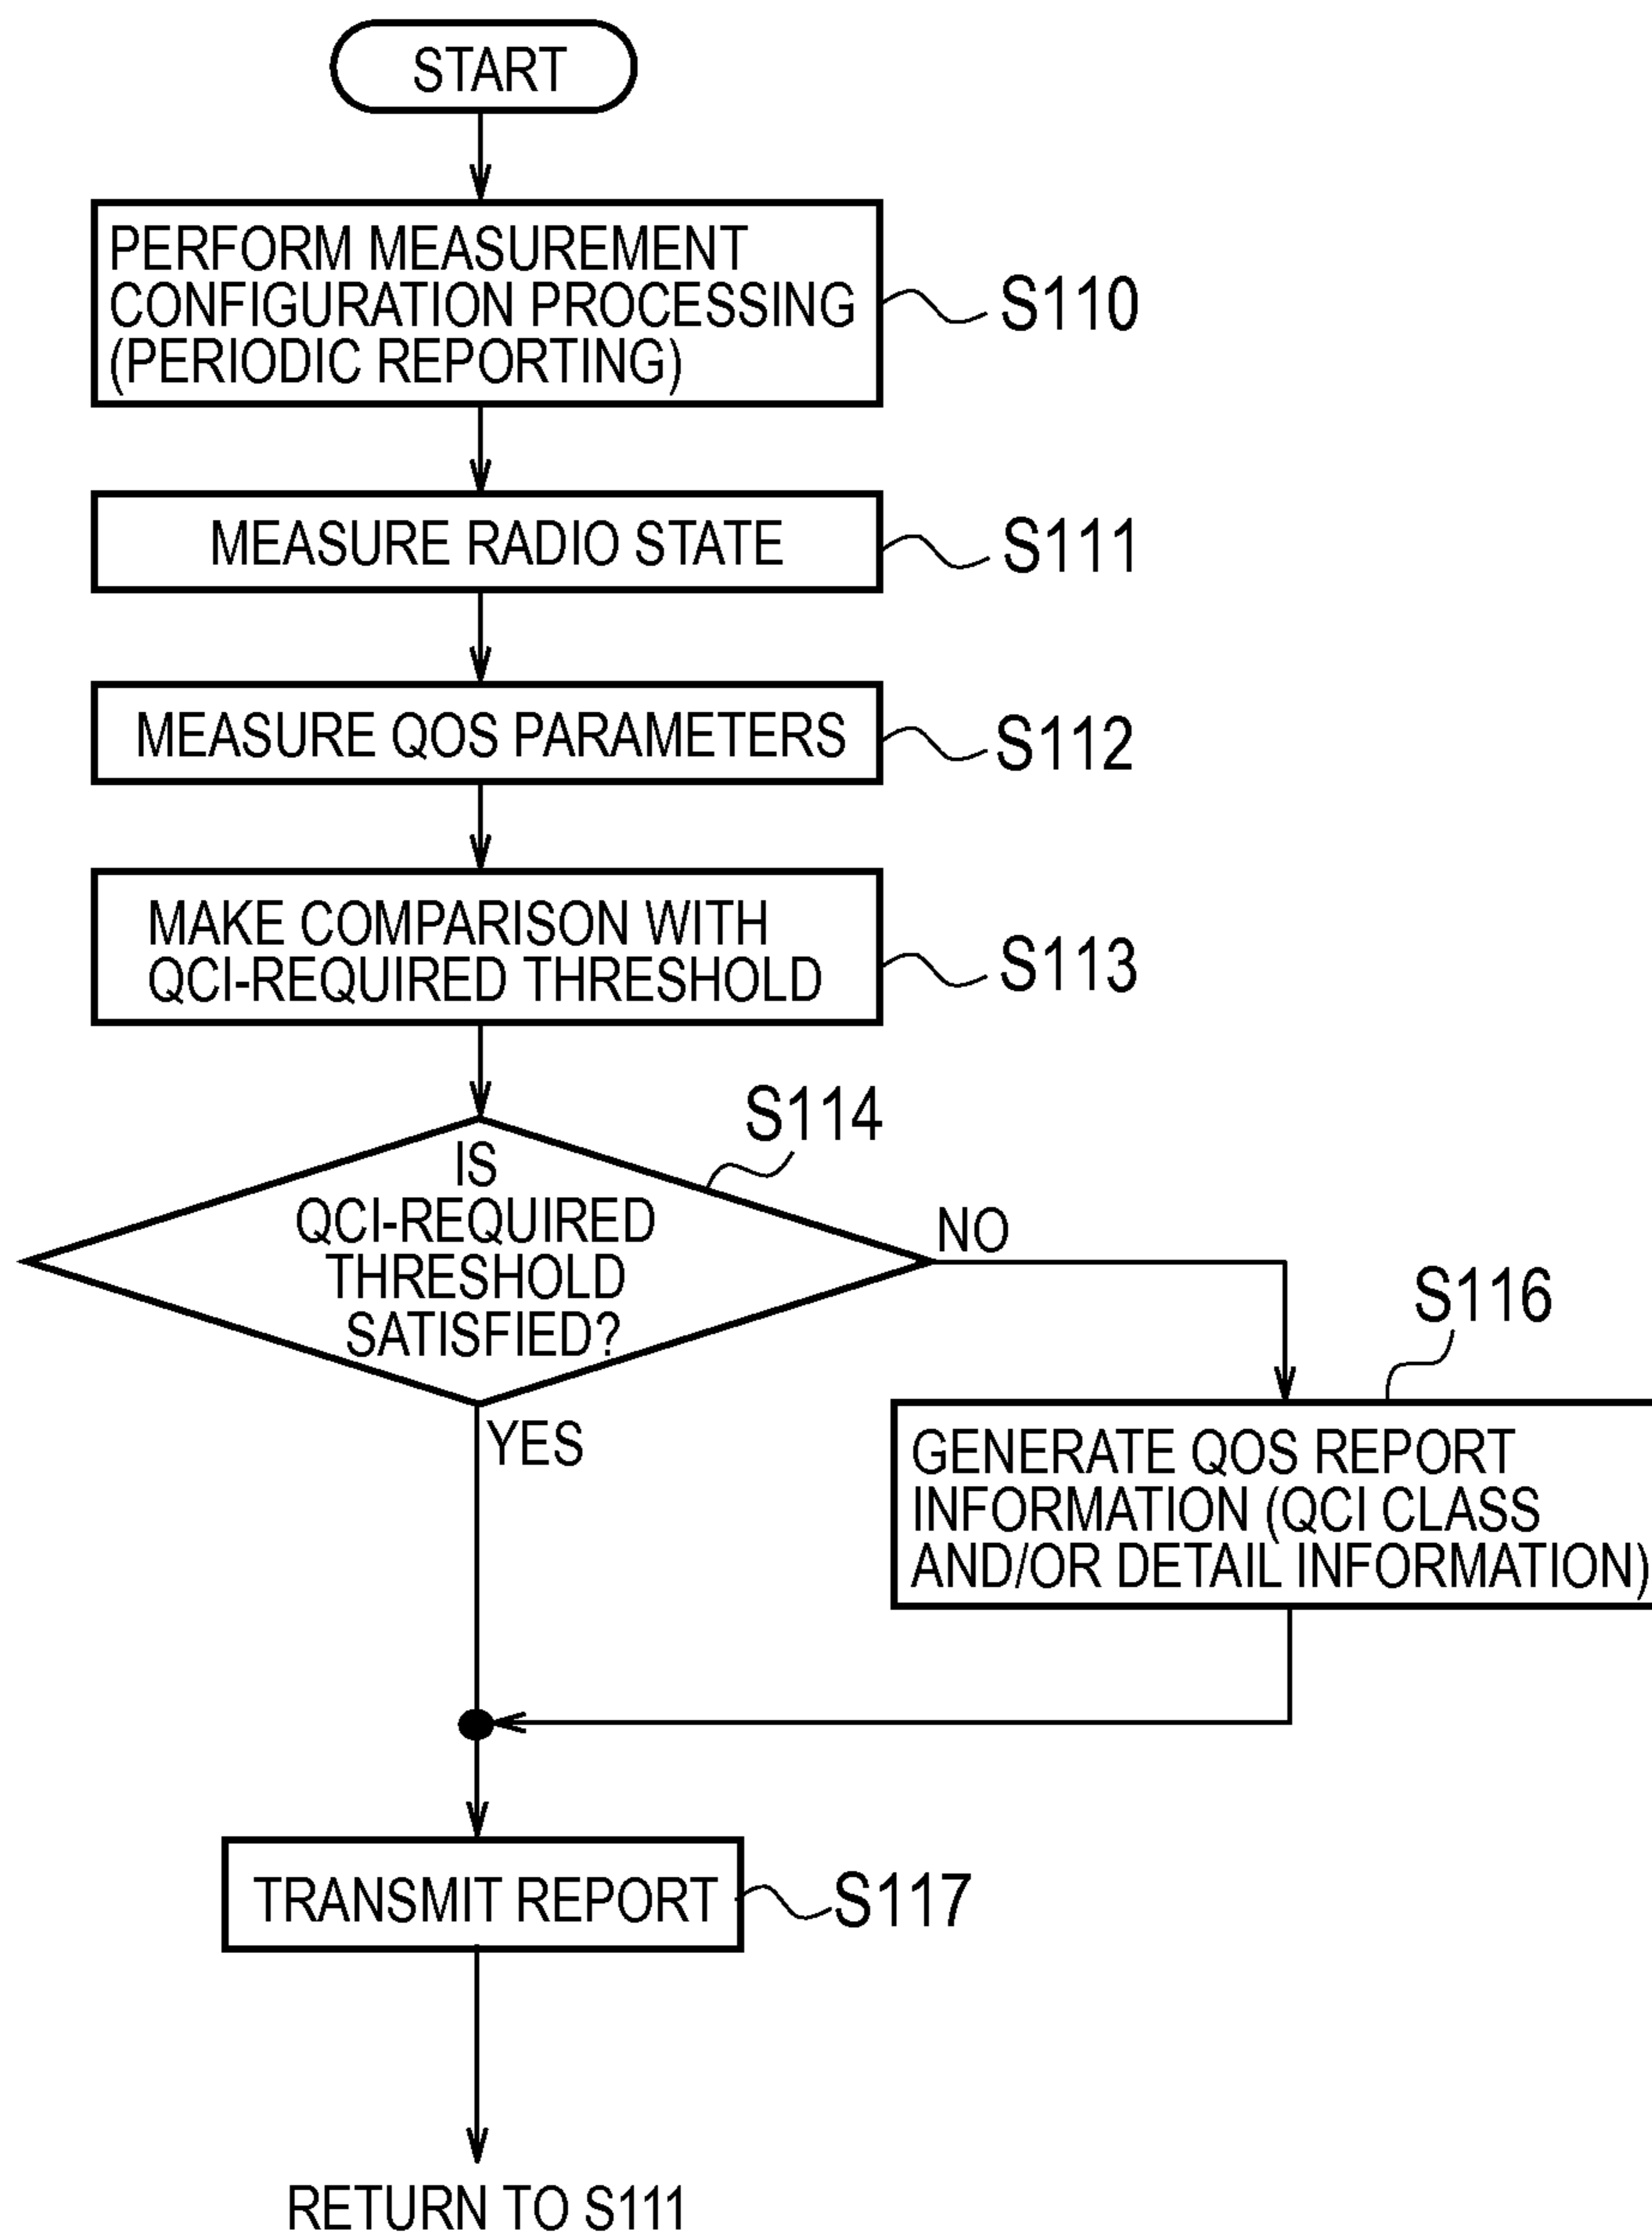 START
PERFORM MEASUREMENT
CONFIGURATION PROCESSING
(PERIODIC REPORTING)
S110
MEASURE RADIO STATE
S111
MEASURE QOS PARAMETERS
S112
MAKE COMPARISON WITH
QCI-REQUIRED THRESHOLD
S113
S114
IS
QCI-REQUIRED
THRESHOLD
SATISFIED?
NO
YES
S116
GENERATE QOS REPORT
INFORMATION (QCI CLASS
AND/OR DETAIL INFORMATION)
TRANSMIT REPORT
S117
RETURN TO S111